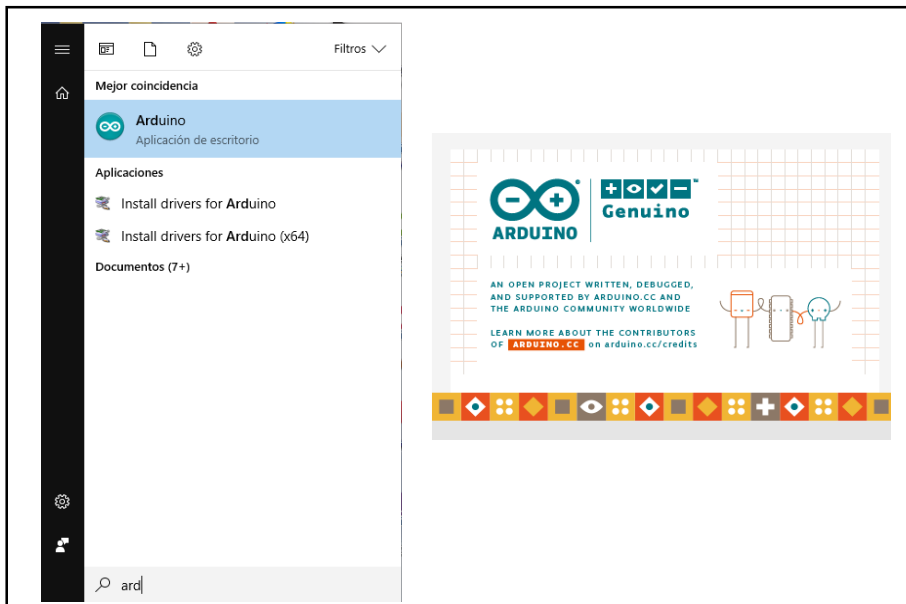 Filtros
Mejor coincidencia
Arduino
Aplicación de escritorio
Aplicaciones
Install drivers for Arduino
Install drivers for Arduino (x64)
Documentos (7+)
ard
ARDUINO
Genuino
AN OPEN PROJECT WRITTEN, DEBUGGED,
AND SUPPORTED BY ARDUINO.CC AND
THE ARDUINO COMMUNITY WORLDWIDE
LEARN MORE ABOUT THE CONTRIBUTORS
OF ARDUINO.CC on arduino.cc/credits